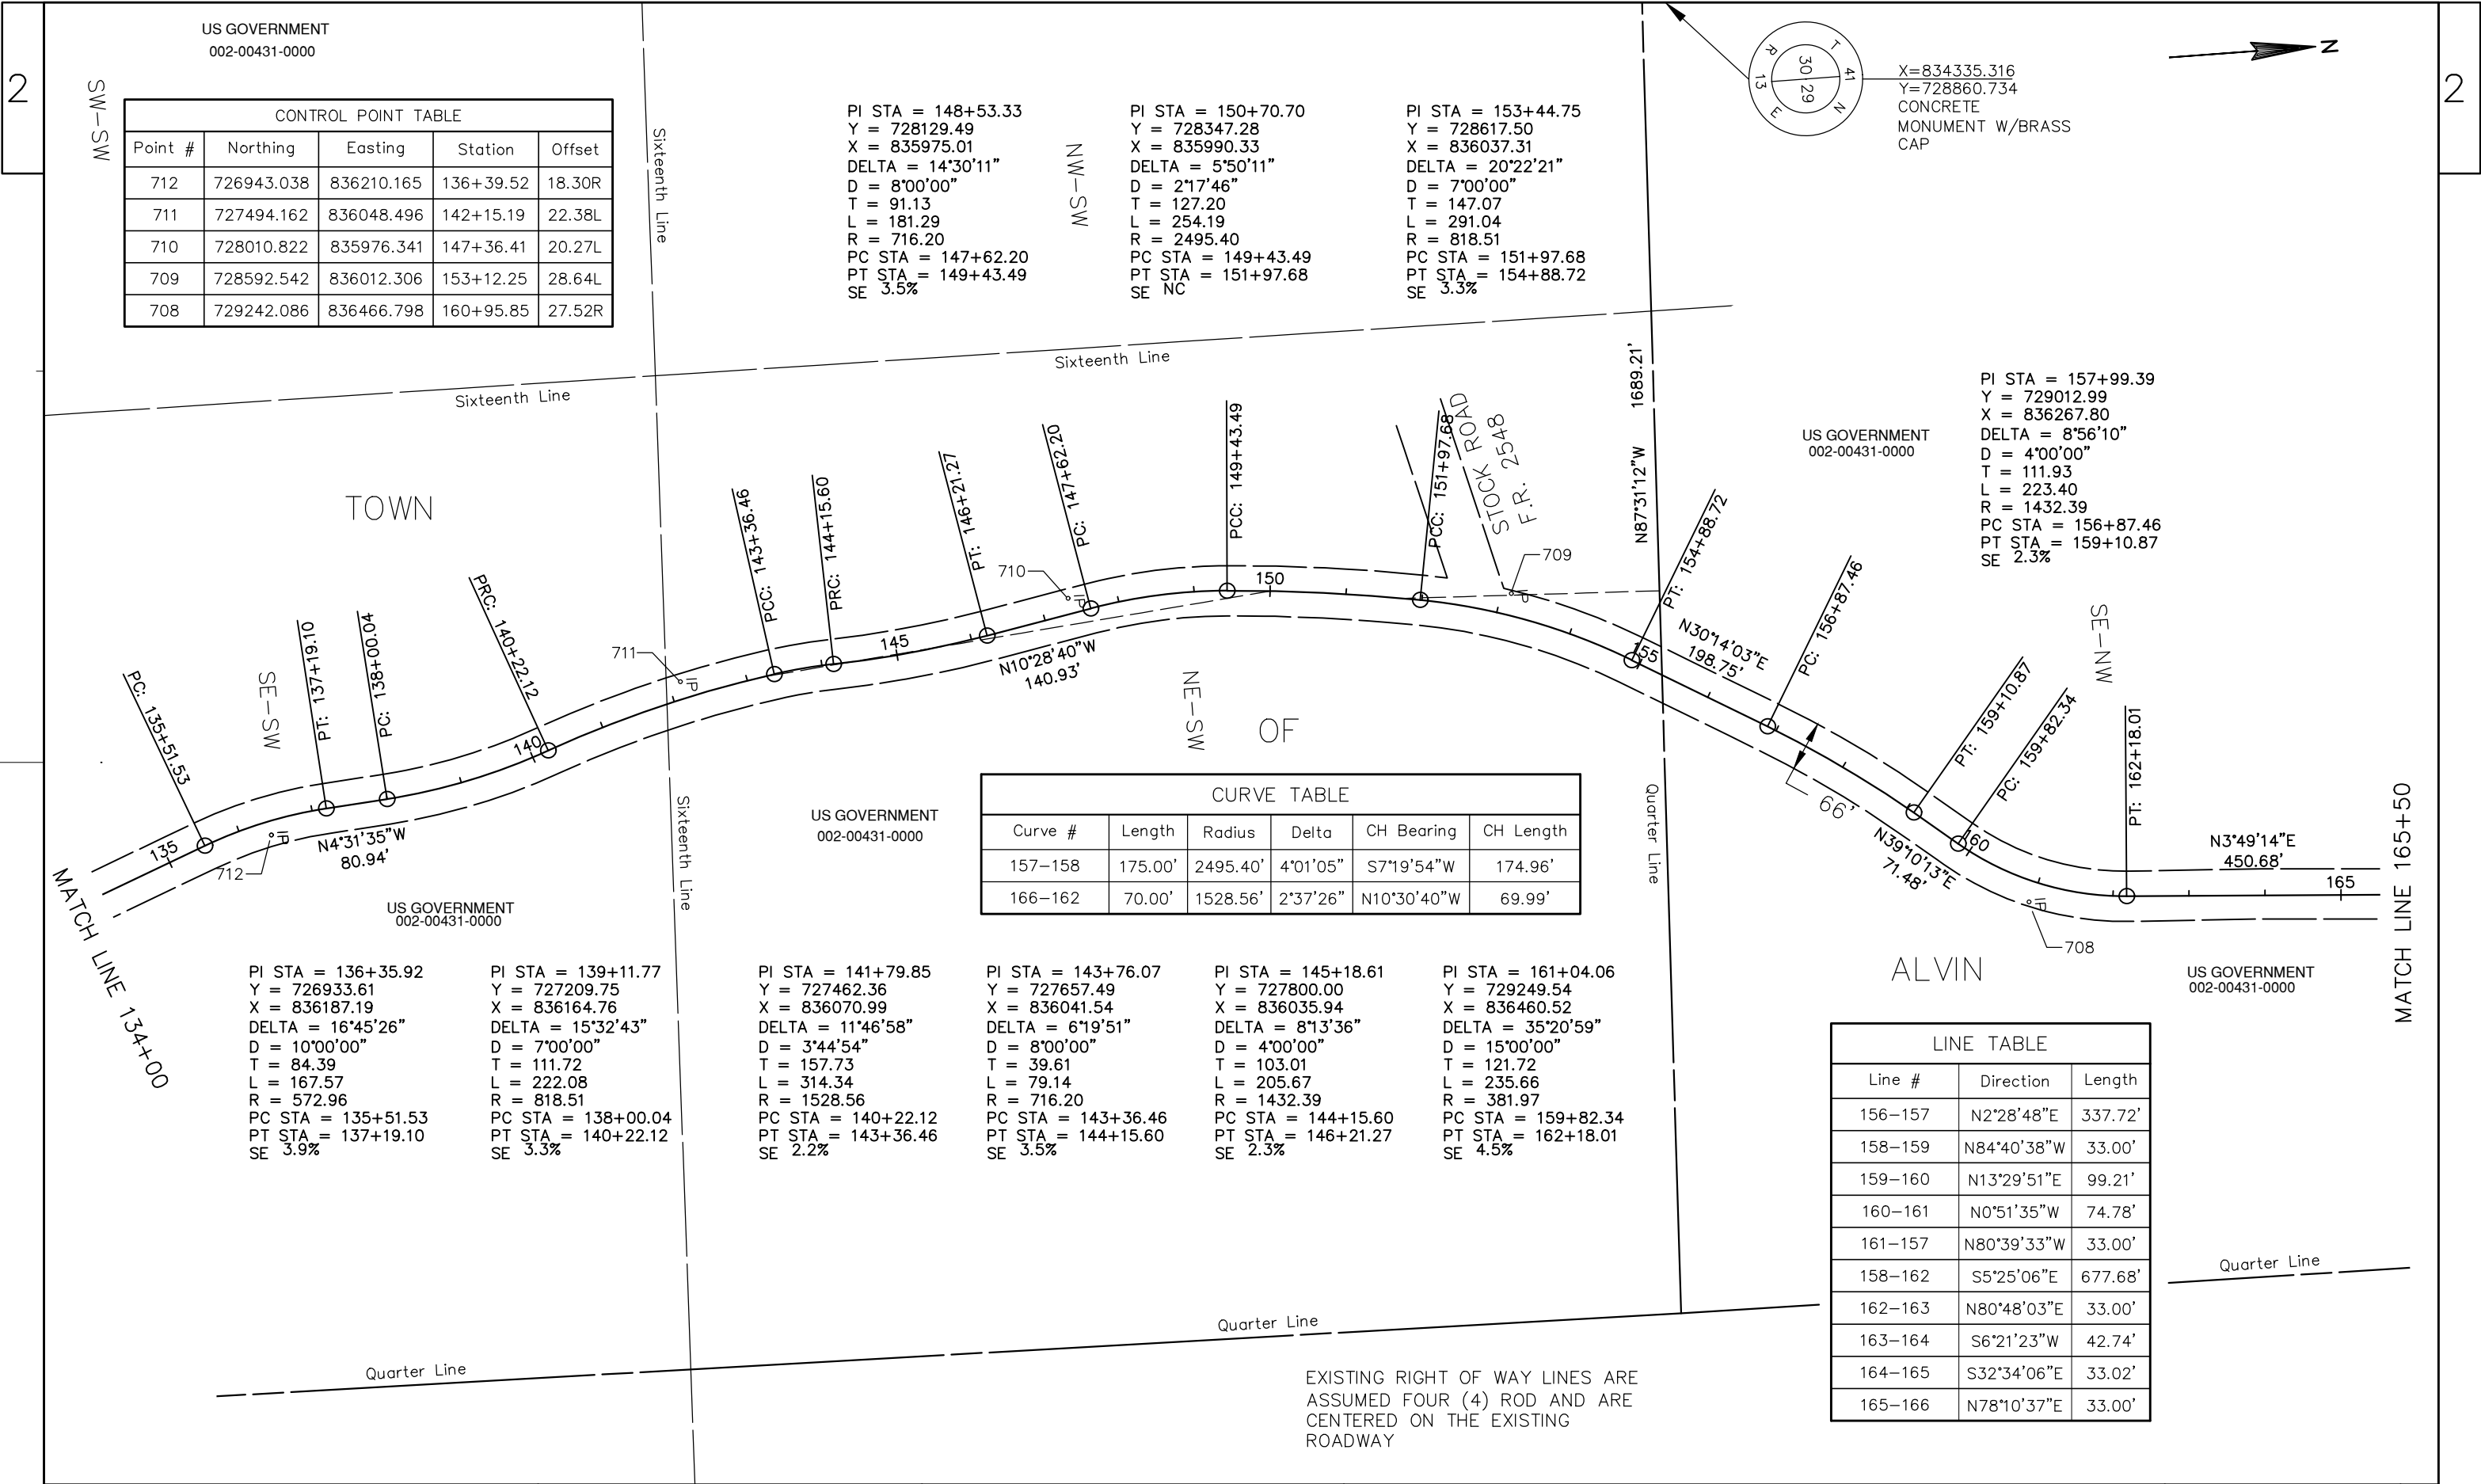 2
2
US GOVERNMENT
002-00431-0000
SW-SW
CONTROL POINT TABLE
Point # Northing Easting Station Offset
712 726943.038 836210.165 136+39.52 18.30R
711 727494.162 836048.496 142+15.19 22.38L
710 728010.822 835976.341 147+36.41 20.27L
709 728592.542 836012.306 153+12.25 28.64L
708 729242.086 836466.798 160+95.85 27.52R
Sixteenth Line
PI STA = 148+53.33
Y = 728129.49
X = 835975.01
DELTA = 14°30'11"
D = 8°00'00"
T = 91.13
L = 181.29
R = 716.20
PC STA = 147+62.20
PT STA = 149+43.49
SE 3.5%
NW-SW
PI STA = 150+70.70
Y = 728347.28
X = 835990.33
DELTA = 5°50'11"
D = 2°17'46"
T = 127.20
L = 254.19
R = 2495.40
PC STA = 149+43.49
PT STA = 151+97.68
SE NC
PI STA = 153+44.75
Y = 728617.50
X = 836037.31
DELTA = 20°22'21"
D = 7°00'00"
T = 147.07
L = 291.04
R = 818.51
PC STA = 151+97.68
PT STA = 154+88.72
SE 3.3%
T 41 N
R 13 E
30 29
X=834335.316
Y=728860.734
CONCRETE
MONUMENT W/BRASS
CAP
N
Sixteenth Line
Sixteenth Line
N87°31'12"W 1689.21'
US GOVERNMENT
002-00431-0000
PI STA = 157+99.39
Y = 729012.99
X = 836267.80
DELTA = 8°56'10"
D = 4°00'00"
T = 111.93
L = 223.40
R = 1432.39
PC STA = 156+87.46
PT STA = 159+10.87
SE 2.3%
TOWN
STOCK ROAD
F.R. 2548
PC: 135+51.53
SE-SW
PT: 137+19.10
PC: 138+00.04
PRC: 140+22.12
PCC: 143+36.46
PRC: 144+15.60
PT: 146+21.27
PC: 147+62.20
PCC: 149+43.49
PCC: 151+97.68
PT: 154+88.72
PC: 156+87.46
PT: 159+10.87
PC: 159+82.34
PT: 162+18.01
SE-NW
711
IP
710
IP
709
IP
712
IP
708
IP
135
140
145
150
155
160
165
N4°31'35"W
80.94'
N10°28'40"W
140.93'
N30°14'03"E
198.75'
N39°10'13"E
71.48'
N3°49'14"E
450.68'
66'
NE-SW
OF
MATCH LINE 134+00
MATCH LINE 165+50
Sixteenth Line
Quarter Line
US GOVERNMENT
002-00431-0000
US GOVERNMENT
002-00431-0000
CURVE TABLE
Curve # Length Radius Delta CH Bearing CH Length
157-158 175.00' 2495.40' 4°01'05" S7°19'54"W 174.96'
166-162 70.00' 1528.56' 2°37'26" N10°30'40"W 69.99'
ALVIN
US GOVERNMENT
002-00431-0000
PI STA = 136+35.92
Y = 726933.61
X = 836187.19
DELTA = 16°45'26"
D = 10°00'00"
T = 84.39
L = 167.57
R = 572.96
PC STA = 135+51.53
PT STA = 137+19.10
SE 3.9%
PI STA = 139+11.77
Y = 727209.75
X = 836164.76
DELTA = 15°32'43"
D = 7°00'00"
T = 111.72
L = 222.08
R = 818.51
PC STA = 138+00.04
PT STA = 140+22.12
SE 3.3%
PI STA = 141+79.85
Y = 727462.36
X = 836070.99
DELTA = 11°46'58"
D = 3°44'54"
T = 157.73
L = 314.34
R = 1528.56
PC STA = 140+22.12
PT STA = 143+36.46
SE 2.2%
PI STA = 143+76.07
Y = 727657.49
X = 836041.54
DELTA = 6°19'51"
D = 8°00'00"
T = 39.61
L = 79.14
R = 716.20
PC STA = 143+36.46
PT STA = 144+15.60
SE 3.5%
PI STA = 145+18.61
Y = 727800.00
X = 836035.94
DELTA = 8°13'36"
D = 4°00'00"
T = 103.01
L = 205.67
R = 1432.39
PC STA = 144+15.60
PT STA = 146+21.27
SE 2.3%
PI STA = 161+04.06
Y = 729249.54
X = 836460.52
DELTA = 35°20'59"
D = 15°00'00"
T = 121.72
L = 235.66
R = 381.97
PC STA = 159+82.34
PT STA = 162+18.01
SE 4.5%
LINE TABLE
Line # Direction Length
156-157 N2°28'48"E 337.72'
158-159 N84°40'38"W 33.00'
159-160 N13°29'51"E 99.21'
160-161 N0°51'35"W 74.78'
161-157 N80°39'33"W 33.00'
158-162 S5°25'06"E 677.68'
162-163 N80°48'03"E 33.00'
163-164 S6°21'23"W 42.74'
164-165 S32°34'06"E 33.02'
165-166 N78°10'37"E 33.00'
Quarter Line
Quarter Line
Quarter Line
EXISTING RIGHT OF WAY LINES ARE
ASSUMED FOUR (4) ROD AND ARE
CENTERED ON THE EXISTING
ROADWAY